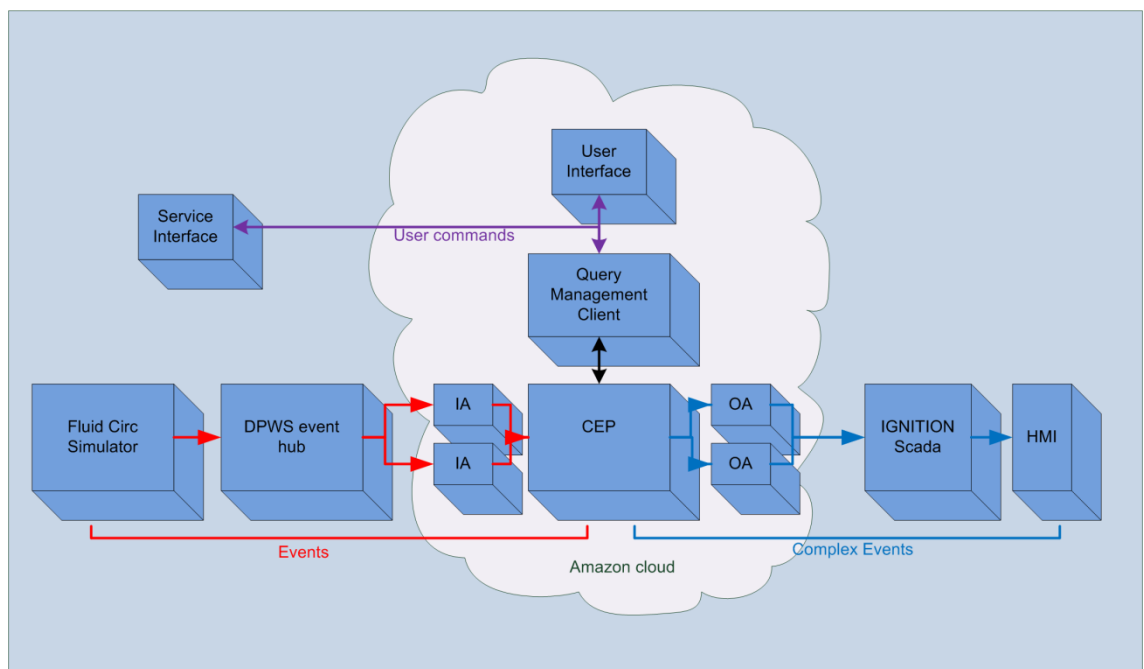 User
Interface
Service
Interface
User commands
Query
Management
Client
Fluid Circ
Simulator
DPWS event
hub
IA
IA
CEP
OA
OA
IGNITION
Scada
HMI
Events
Complex Events
Amazon cloud